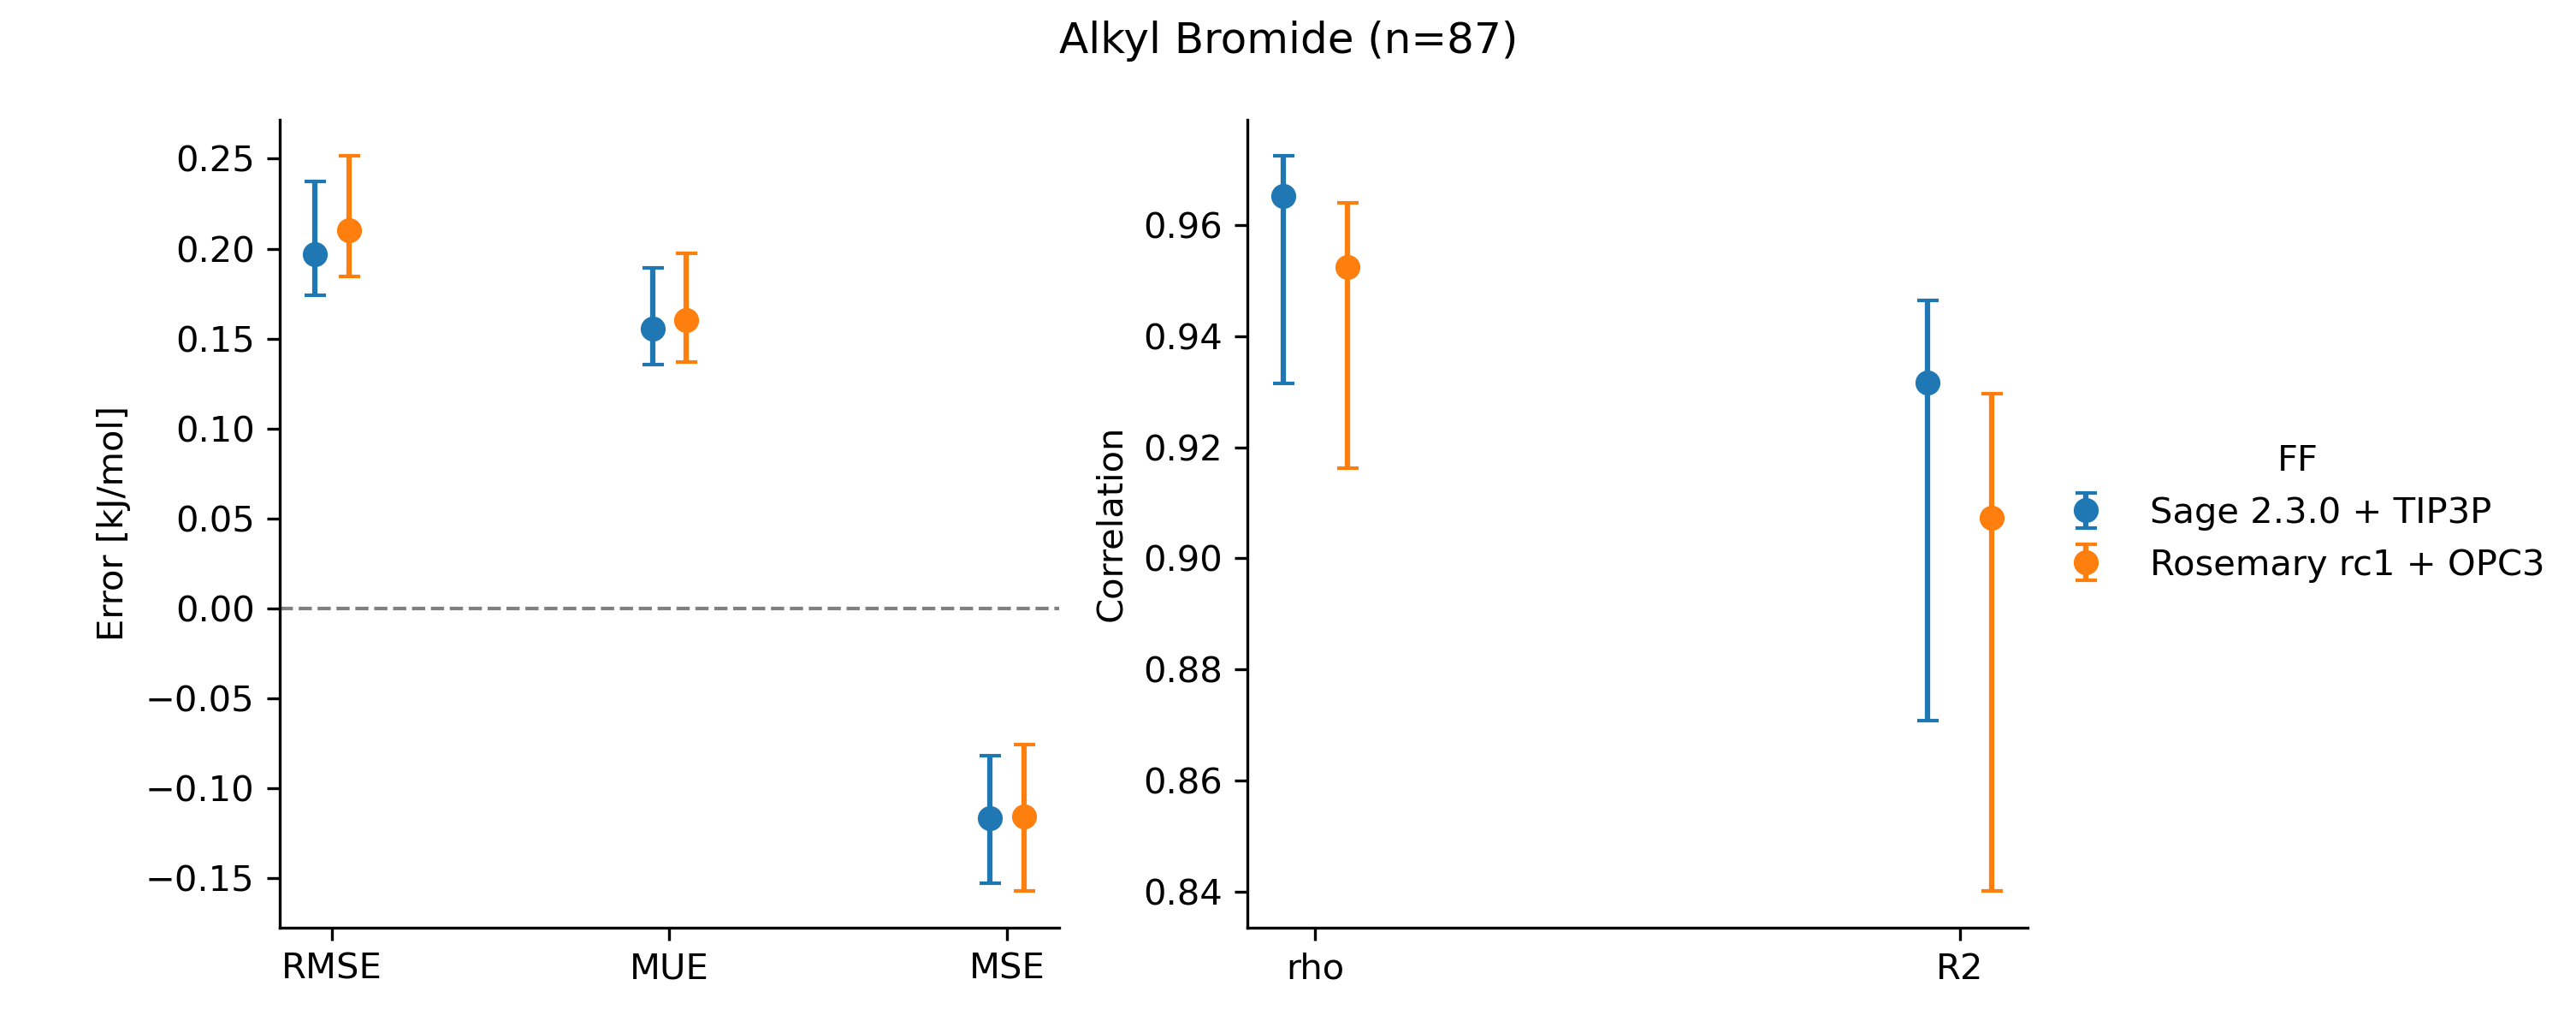 Alkyl Bromide (n=87)
Error [kJ/mol]
0.25
0.20
0.15
0.10
0.05
0.00
−0.05
−0.10
−0.15
RMSE
MUE
MSE
Correlation
0.96
0.94
0.92
0.90
0.88
0.86
0.84
rho
R2
FF
Sage 2.3.0 + TIP3P
Rosemary rc1 + OPC3